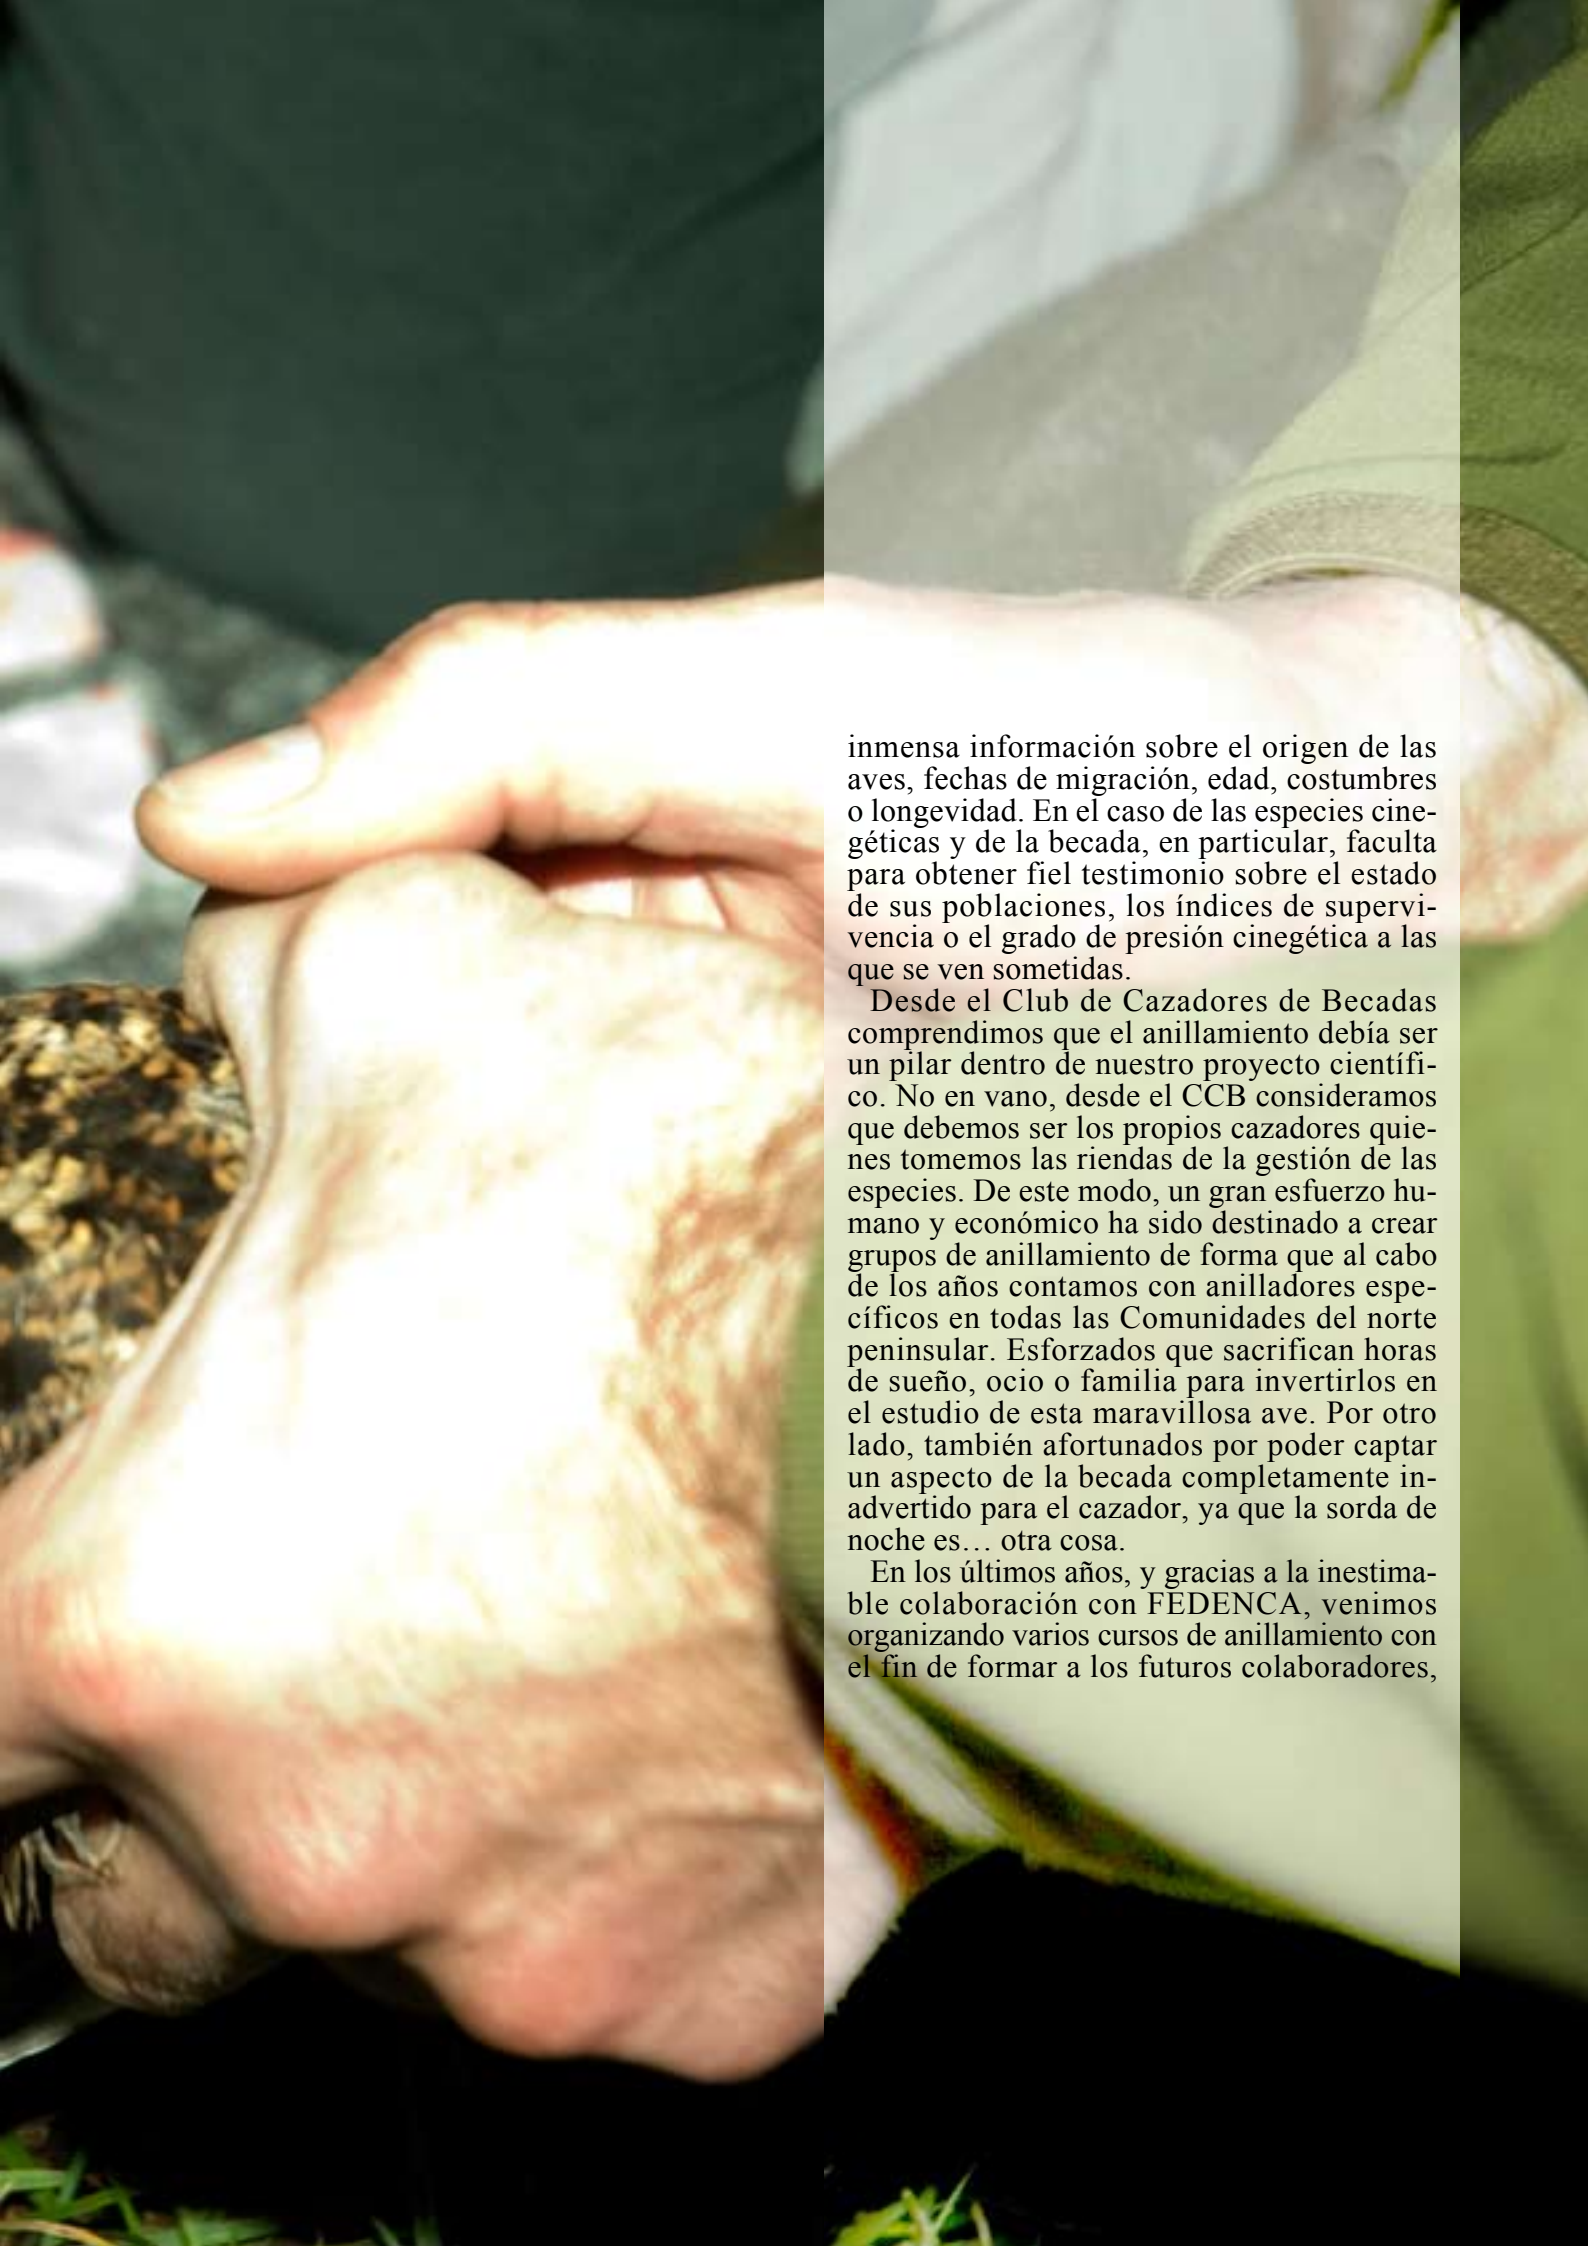 inmensa información sobre el origen de las
aves, fechas de migración, edad, costumbres
o longevidad. En el caso de las especies cine-
géticas y de la becada, en particular, faculta
para obtener fiel testimonio sobre el estado
de sus poblaciones, los índices de supervi-
vencia o el grado de presión cinegética a las
que se ven sometidas.
Desde el Club de Cazadores de Becadas
comprendimos que el anillamiento debía ser
un pilar dentro de nuestro proyecto científi-
co. No en vano, desde el CCB consideramos
que debemos ser los propios cazadores quie-
nes tomemos las riendas de la gestión de las
especies. De este modo, un gran esfuerzo hu-
mano y económico ha sido destinado a crear
grupos de anillamiento de forma que al cabo
de los años contamos con anilladores espe-
cíficos en todas las Comunidades del norte
peninsular. Esforzados que sacrifican horas
de sueño, ocio o familia para invertirlos en
el estudio de esta maravillosa ave. Por otro
lado, también afortunados por poder captar
un aspecto de la becada completamente in-
advertido para el cazador, ya que la sorda de
noche es… otra cosa.
En los últimos años, y gracias a la inestima-
ble colaboración con FEDENCA, venimos
organizando varios cursos de anillamiento con
el fin de formar a los futuros colaboradores,